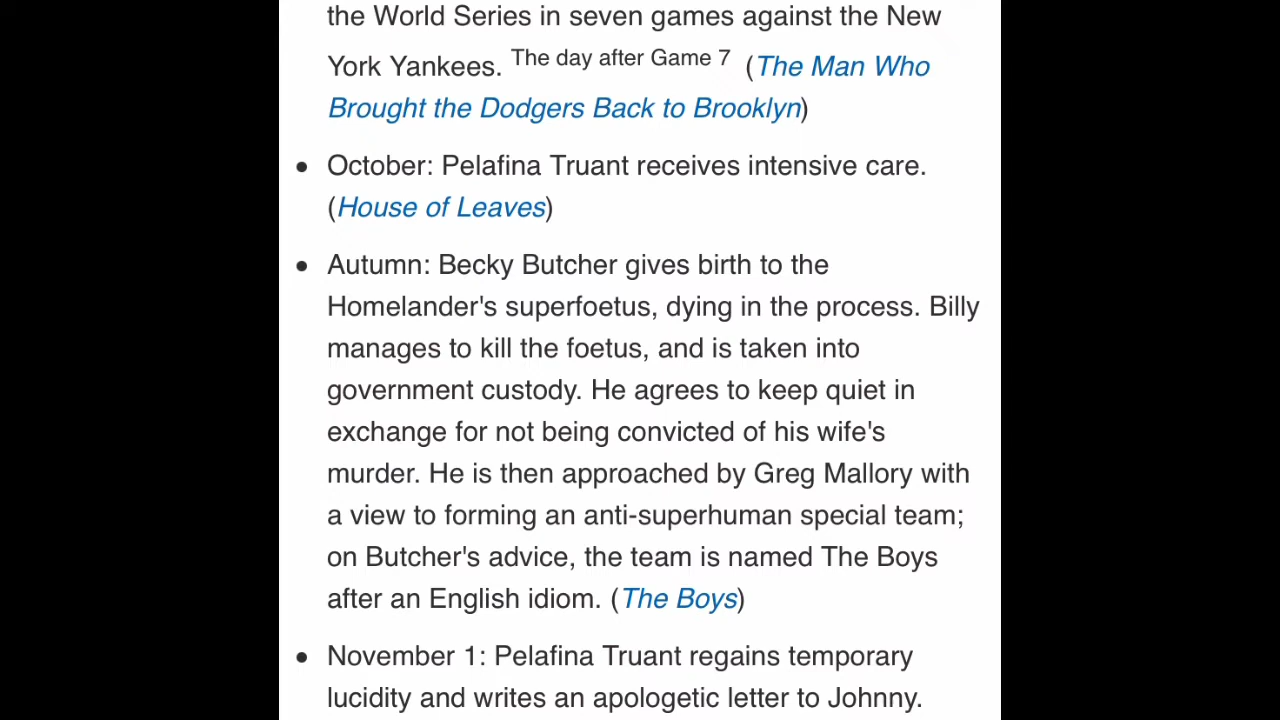 the World Series in seven games against the New
York Yankees. The day after Game 7 (The Man Who
Brought the Dodgers Back to Brooklyn)
• October: Pelafina Truant receives intensive care.
(House of Leaves)
• Autumn: Becky Butcher gives birth to the
Homelander's superfoetus, dying in the process. Billy
manages to kill the foetus, and is taken into
government custody. He agrees to keep quiet in
exchange for not being convicted of his wife's
murder. He is then approached by Greg Mallory with
a view to forming an anti-superhuman special team;
on Butcher's advice, the team is named The Boys
after an English idiom. (The Boys)
• November 1: Pelafina Truant regains temporary
lucidity and writes an apologetic letter to Johnny.